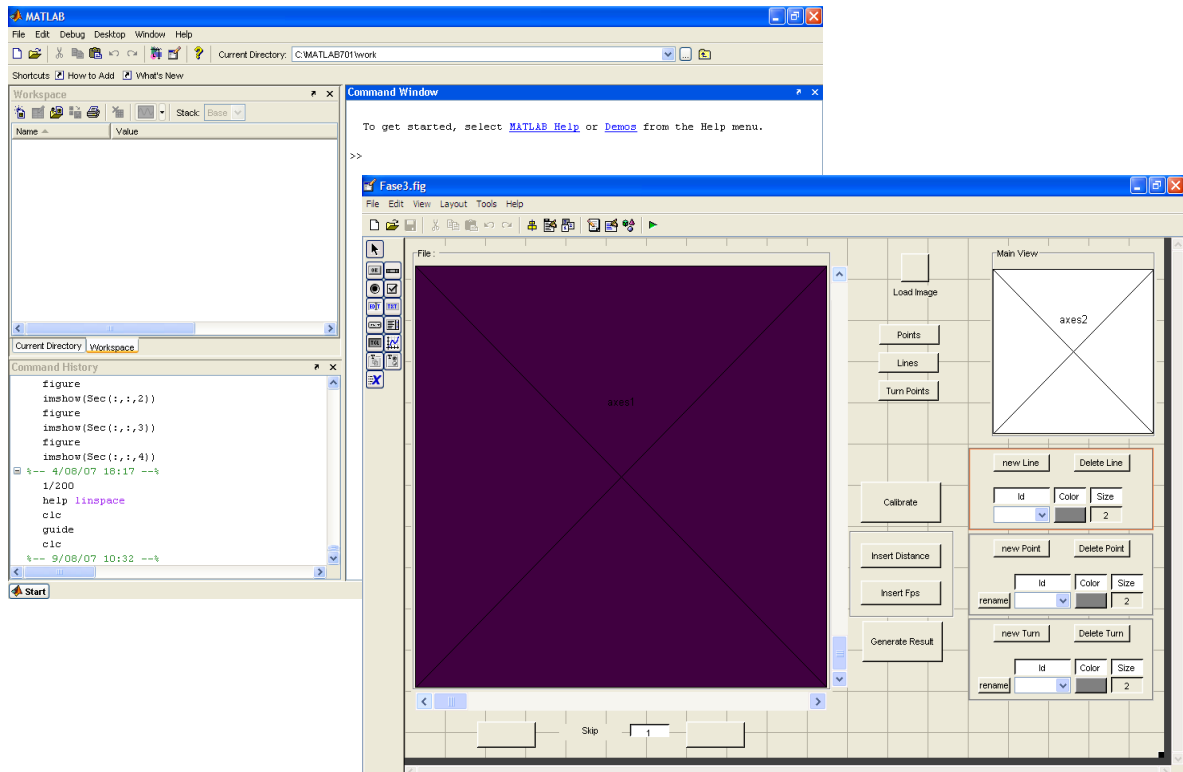 MATLAB
File Edit Debug Desktop Window Help
Current Directory: C:\MATLAB701\work
Shortcuts How to Add What's New
Workspace
Stack: Base
Name Value
Current Directory Workspace
Command History
figure
imshow(Sec(:,:,2))
figure
imshow(Sec(:,:,3))
figure
imshow(Sec(:,:,4))
%-- 4/08/07 18:17 --%
1/200
help linspace
clc
guide
clc
%-- 9/08/07 10:32 --%
Start
Command Window
To get started, select MATLAB Help or Demos from the Help menu.
>>
Fase3.fig
File Edit View Layout Tools Help
OK
EDIT TXT
TGL
File :
axes1
Skip 1
Load Image
Points
Lines
Turn Points
Calibrate
Insert Distance
Insert Fps
Generate Result
Main View
axes2
new Line Delete Line
Id Color Size
2
new Point Delete Point
Id Color Size
rename 2
new Turn Delete Turn
Id Color Size
rename 2